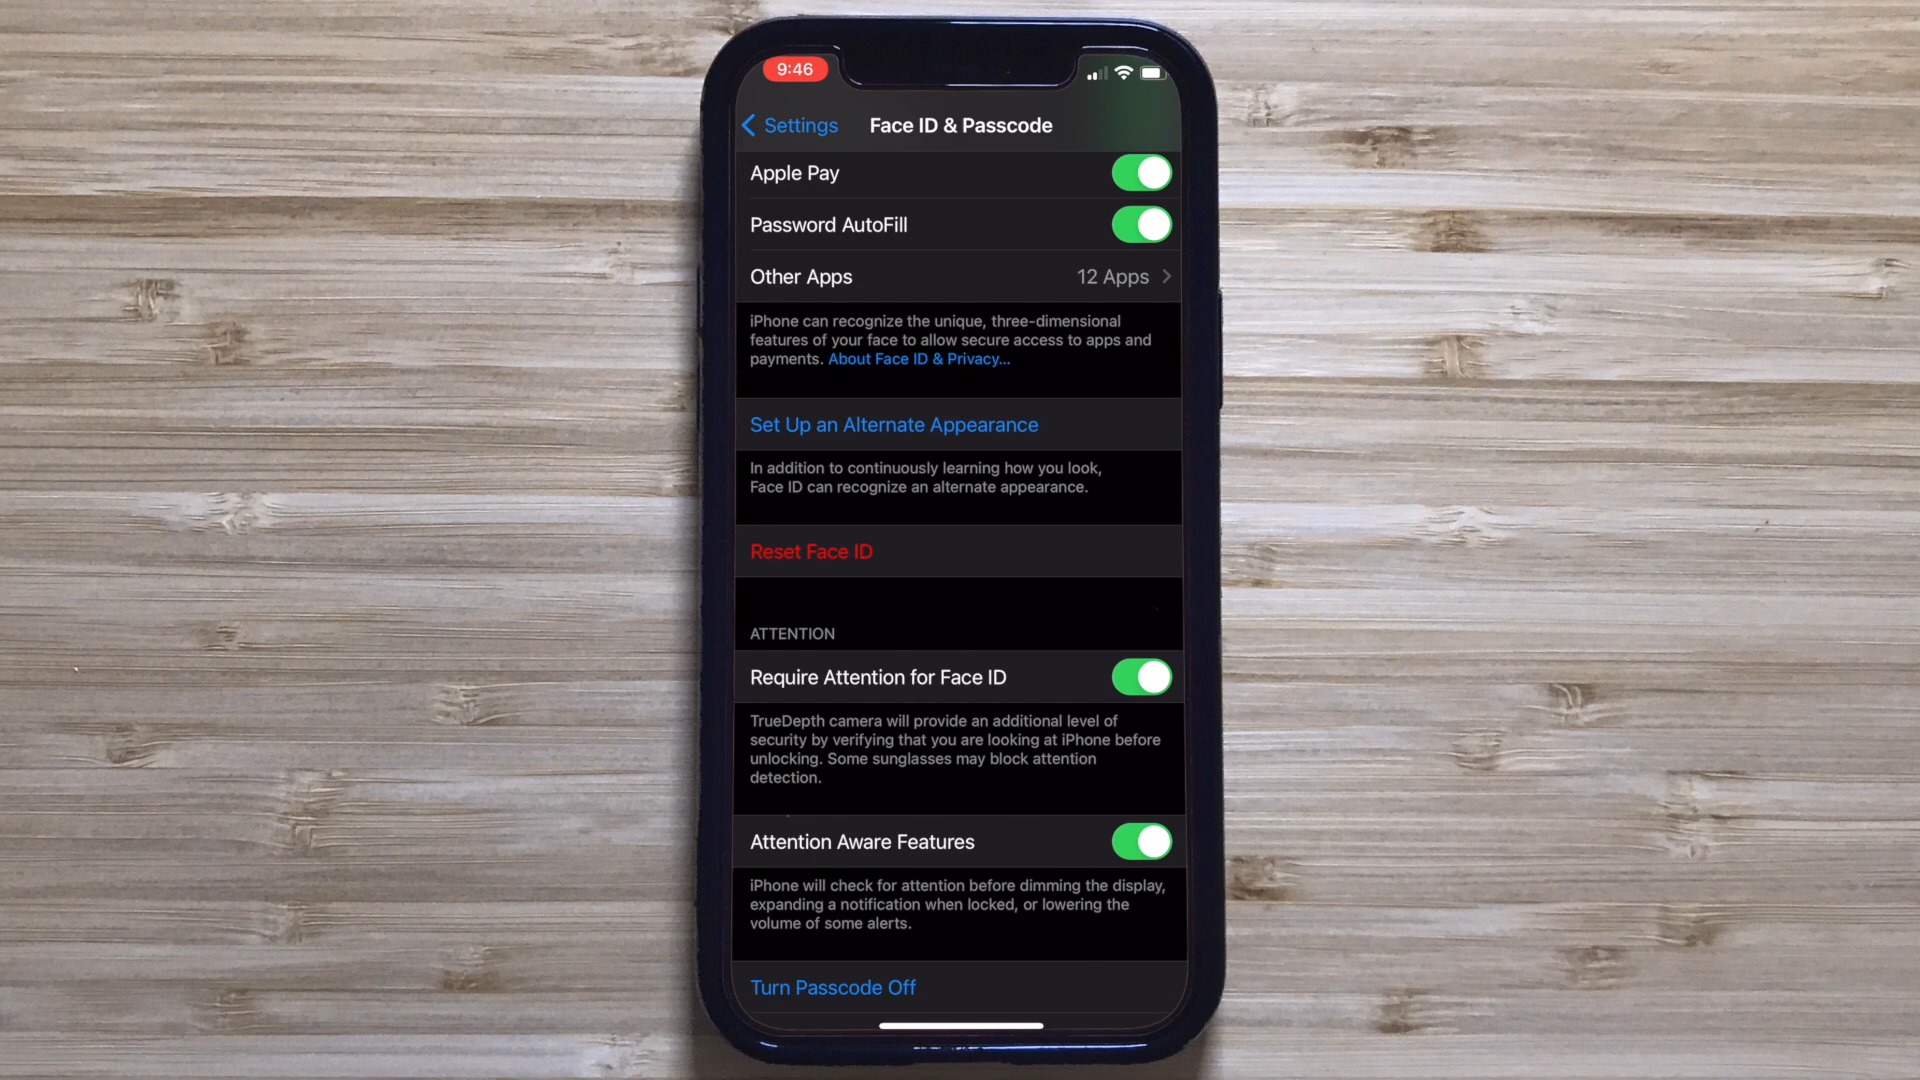 9:46
Settings
Face ID & Passcode
Apple Pay
Password AutoFill
Other Apps
12 Apps
iPhone can recognize the unique, three-dimensional
features of your face to allow secure access to apps and
payments. About Face ID & Privacy...
Set Up an Alternate Appearance
In addition to continuously learning how you look,
Face ID can recognize an alternate appearance.
Reset Face ID
ATTENTION
Require Attention for Face ID
TrueDepth camera will provide an additional level of
security by verifying that you are looking at iPhone before
unlocking. Some sunglasses may block attention
detection.
Attention Aware Features
iPhone will check for attention before dimming the display,
expanding a notification when locked, or lowering the
volume of some alerts.
Turn Passcode Off